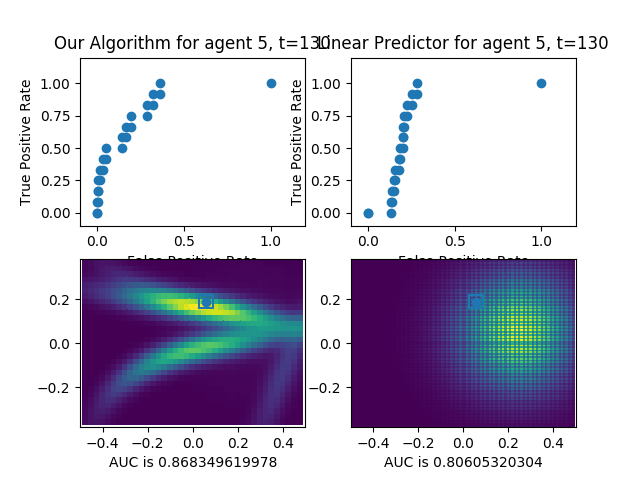 Our Algorithm for agent 5, t=130
Linear Predictor for agent 5, t=130
True Positive Rate
1.00
0.75
0.50
0.25
0.00
0.0 0.5 1.0
False Positive Rate
True Positive Rate
1.00
0.75
0.50
0.25
0.00
0.0 0.5 1.0
False Positive Rate
0.2
0.0
−0.2
−0.4 −0.2 0.0 0.2 0.4
AUC is 0.868349619978
0.2
0.0
−0.2
−0.4 −0.2 0.0 0.2 0.4
AUC is 0.80605320304